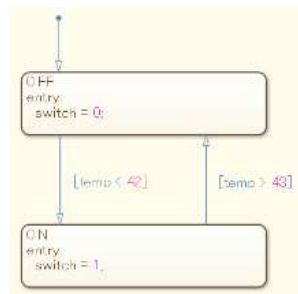 OFF
entry:
switch = 0;
[temp < 42]
[temp > 43]
ON
entry:
switch = 1;